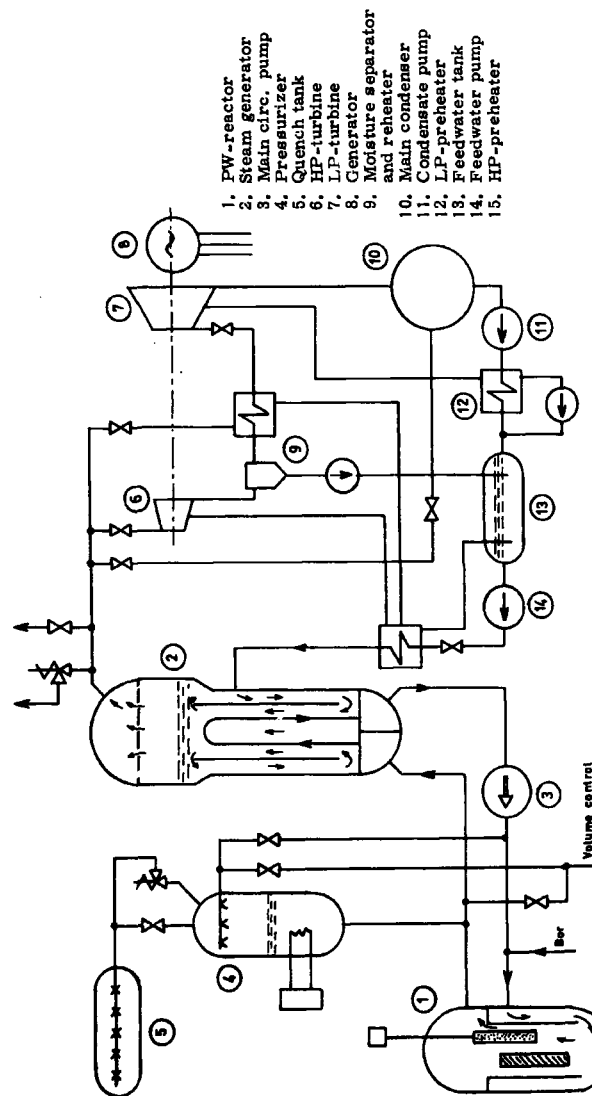 1. PW-reactor
2. Steam generator
3. Main circ. pump
4. Pressurizer
5. Quench tank
6. HP-turbine
7. LP-turbine
8. Generator
9. Moisture separator
and reheater
10. Main condenser
11. Condensate pump
12. LP-preheater
13. Feedwater tank
14. Feedwater pump
15. HP-preheater
8
7
10
11
6
9
12
13
2
14
3
5
4
1
Bor
Volume control